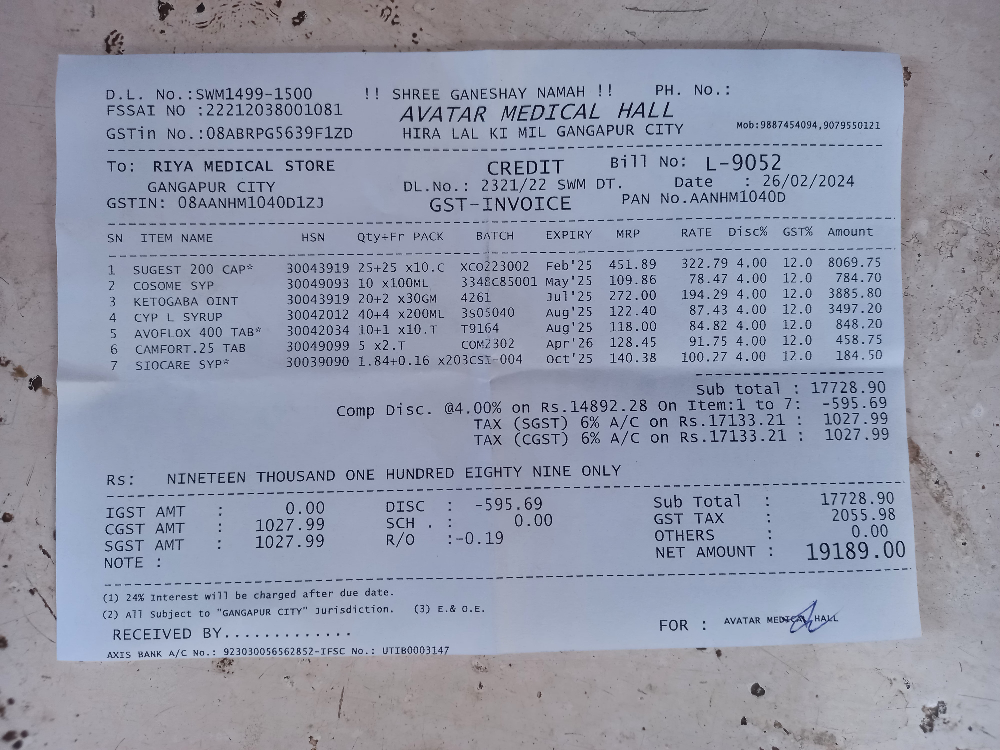 D.L. No.:SWM1499-1500 !! SHREE GANESHAY NAMAH !! PH. No.:
FSSAI NO :22212038001081 AVATAR MEDICAL HALL
GSTin No.:08ABRPG5639F1ZD HIRA LAL KI MIL GANGAPUR CITY Mob:9887454094,9079550121
To: RIYA MEDICAL STORE CREDIT Bill No: L-9052
GANGAPUR CITY DL.No.: 2321/22 SWM DT. Date : 26/02/2024
GSTIN: 08AANHM1040D1ZJ GST-INVOICE PAN No.AANHM1040D
SN ITEM NAME HSN Qty+Fr PACK BATCH EXPIRY MRP RATE Disc% GST% Amount
1 SUGEST 200 CAP* 30043919 25+25 x10.C XCO223002 Feb'25 451.89 322.79 4.00 12.0 8069.75
2 COSOME SYP 30049093 10 x100ML 3348C85001 May'25 109.86 78.47 4.00 12.0 784.70
3 KETOGABA OINT 30043919 20+2 x30GM 4261 Jul'25 272.00 194.29 4.00 12.0 3885.80
4 CYP L SYRUP 30042012 40+4 x200ML 3S05040 Aug'25 122.40 87.43 4.00 12.0 3497.20
5 AVOFLOX 400 TAB* 30042034 10+1 x10.T T9164 Aug'25 118.00 84.82 4.00 12.0 848.20
6 CAMFORT.25 TAB 30049099 5 x2.T COM2302 Apr'26 128.45 91.75 4.00 12.0 458.75
7 SIOCARE SYP* 30039090 1.84+0.16 x203CSI-004 Oct'25 140.38 100.27 4.00 12.0 184.50
Sub total : 17728.90
Comp Disc. @4.00% on Rs.14892.28 On Item:1 to 7: -595.69
TAX (SGST) 6% A/C on Rs.17133.21 : 1027.99
TAX (CGST) 6% A/C on Rs.17133.21 : 1027.99
Rs: NINETEEN THOUSAND ONE HUNDRED EIGHTY NINE ONLY
IGST AMT : 0.00 DISC : -595.69 Sub Total : 17728.90
CGST AMT : 1027.99 SCH . : 0.00 GST TAX : 2055.98
SGST AMT : 1027.99 R/O :-0.19 OTHERS : 0.00
NOTE : NET AMOUNT : 19189.00
(1) 24% Interest will be charged after due date.
(2) All Subject to "GANGAPUR CITY" Jurisdiction. (3) E.& O.E.
RECEIVED BY............. FOR : AVATAR MEDICAL HALL
AXIS BANK A/C No.: 923030056562852-IFSC No.: UTIB0003147